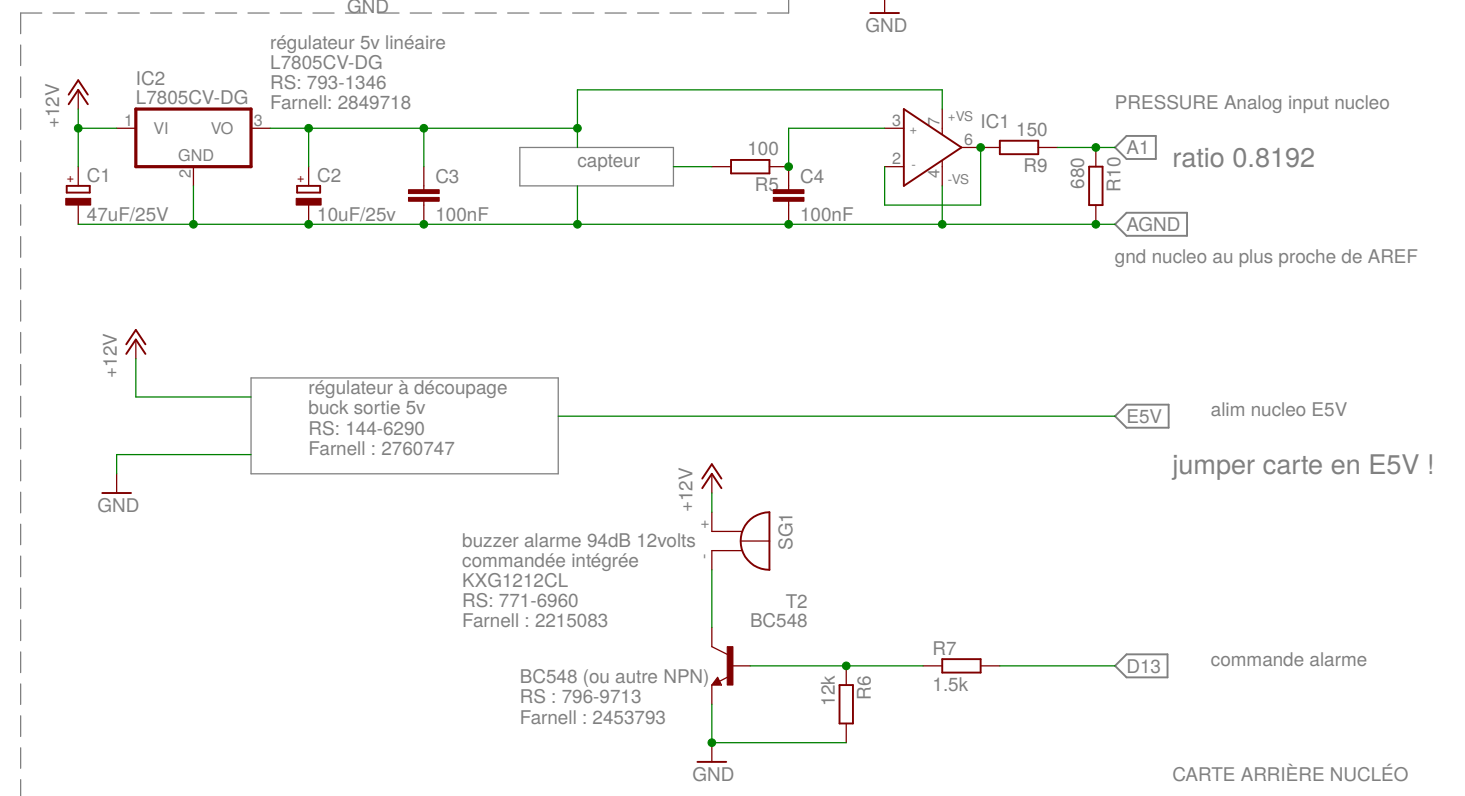 GND
GND
régulateur 5v linéaire
L7805CV-DG
RS: 793-1346
Farnell: 2849718
+12V
IC2
L7805CV-DG
1
VI
VO
3
GND
2
+
C1
47uF/25V
+
C2
10uF/25v
C3
100nF
capteur
100
R5
C4
100nF
3
+
2
-
7
+VS
IC1
6
4
-VS
150
R9
680
R10
PRESSURE Analog input nucleo
A1
ratio 0.8192
AGND
gnd nucleo au plus proche de AREF
+12V
régulateur à découpage
buck sortie 5v
RS: 144-6290
Farnell : 2760747
GND
E5V
alim nucleo E5V
jumper carte en E5V !
+12V
+
-
SG1
buzzer alarme 94dB 12volts
commandée intégrée
KXG1212CL
RS: 771-6960
Farnell : 2215083
T2
BC548
BC548 (ou autre NPN)
RS : 796-9713
Farnell : 2453793
12k
R6
R7
1.5k
D13
commande alarme
GND
CARTE ARRIÈRE NUCLÉO